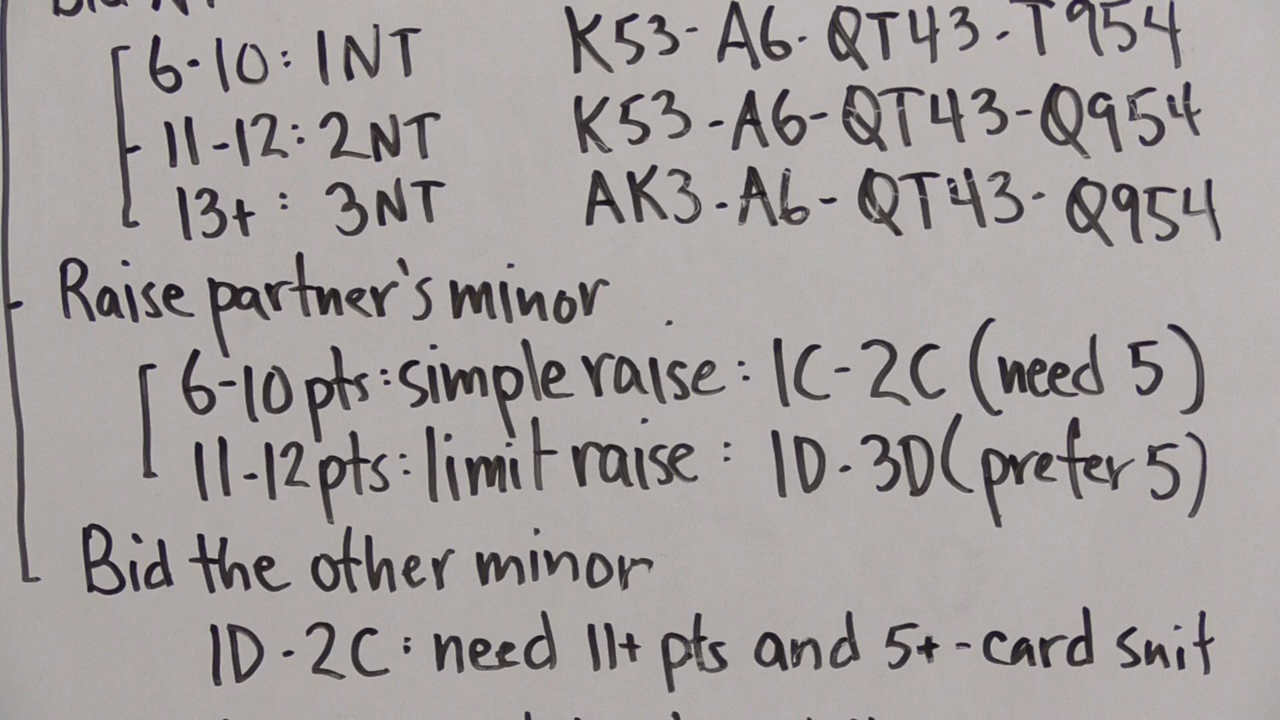 6-10: 1NT K53-A6-QT43-T954
11-12: 2NT K53-A6-QT43-Q954
13+: 3NT AK3-A6-QT43-Q954
Raise partner's minor
6-10 pts: simple raise: 1C-2C (need 5)
11-12 pts: limit raise: 1D-3D (prefer 5)
Bid the other minor
1D-2C: need 11+ pts and 5+-card suit